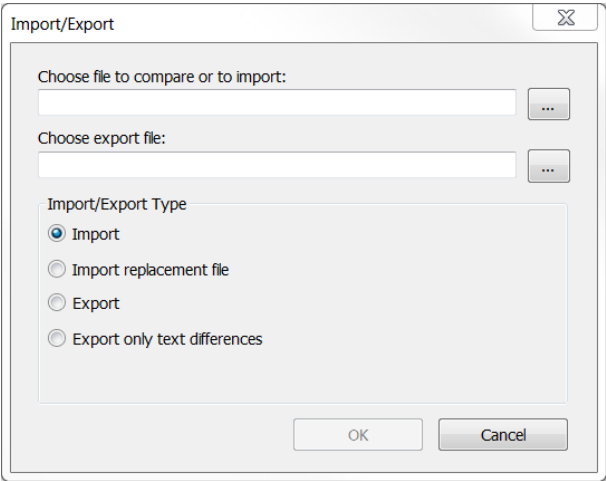 Import/Export
Choose file to compare or to import:
...
Choose export file:
...
Import/Export Type
Import
Import replacement file
Export
Export only text differences
OK
Cancel